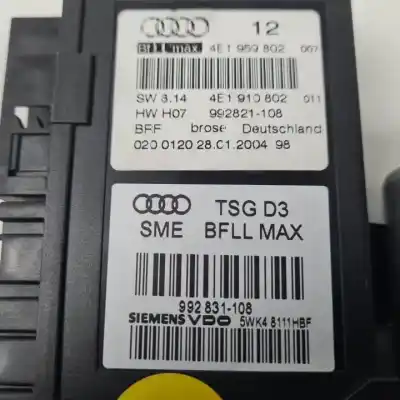 12
BFLL max 4E1 959 802 007
SW 8.14 4E1 910 802 011
HW H07 992821-108
BFF brose Deutschland
020 0120 28.01.2004 98
TSG D3
SME BFLL MAX
992 831-108
SIEMENS VDO 5WK4 8111HBF